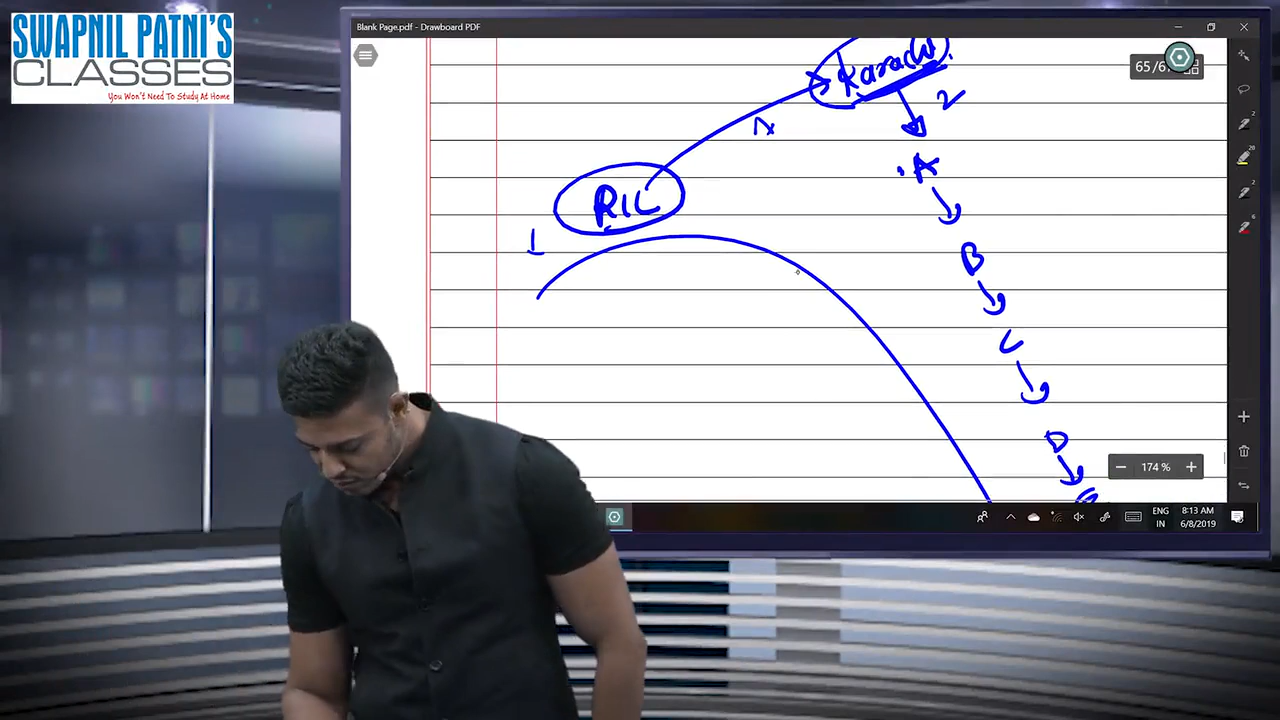 SWAPNIL PATNI'S
CLASSES
You Won't Need To Study At Home
Blank Page.pdf - Drawboard PDF
65/6
Karachi
2
RIL
1
A
B
C
D
174 %
ENG
IN
8:13 AM
6/8/2019